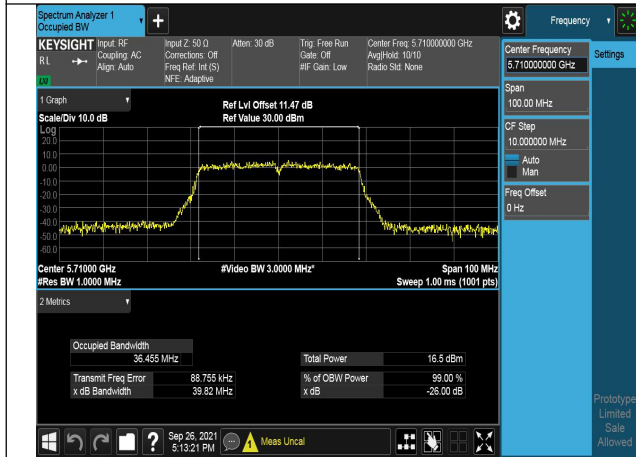 Spectrum Analyzer 1
Occupied BW
+
Frequency
KEYSIGHT
R L
LXI
Input: RF
Coupling: AC
Align: Auto
Input Z: 50 Ω
Corrections: Off
Freq Ref: Int (S)
NFE: Adaptive
Atten: 30 dB
Trig: Free Run
Gate: Off
#IF Gain: Low
Center Freq: 5.710000000 GHz
Avg|Hold: 10/10
Radio Std: None
Center Frequency
5.710000000 GHz
Settings
Span
100.00 MHz
CF Step
10.000000 MHz
Auto
Man
Freq Offset
0 Hz
1 Graph
Scale/Div 10.0 dB
Ref Lvl Offset 11.47 dB
Ref Value 30.00 dBm
Log
20.0
10.0
0.00
-10.0
-20.0
-30.0
-40.0
-50.0
-60.0
Center 5.71000 GHz
#Video BW 3.0000 MHz*
Span 100 MHz
#Res BW 1.0000 MHz
Sweep 1.00 ms (1001 pts)
2 Metrics
Occupied Bandwidth
36.455 MHz
Total Power
16.5 dBm
Transmit Freq Error
88.755 kHz
% of OBW Power
99.00 %
x dB Bandwidth
39.82 MHz
x dB
-26.00 dB
Prototype
Limited
Sale
Allowed
?
Sep 26, 2021
5:13:21 PM
Meas Uncal